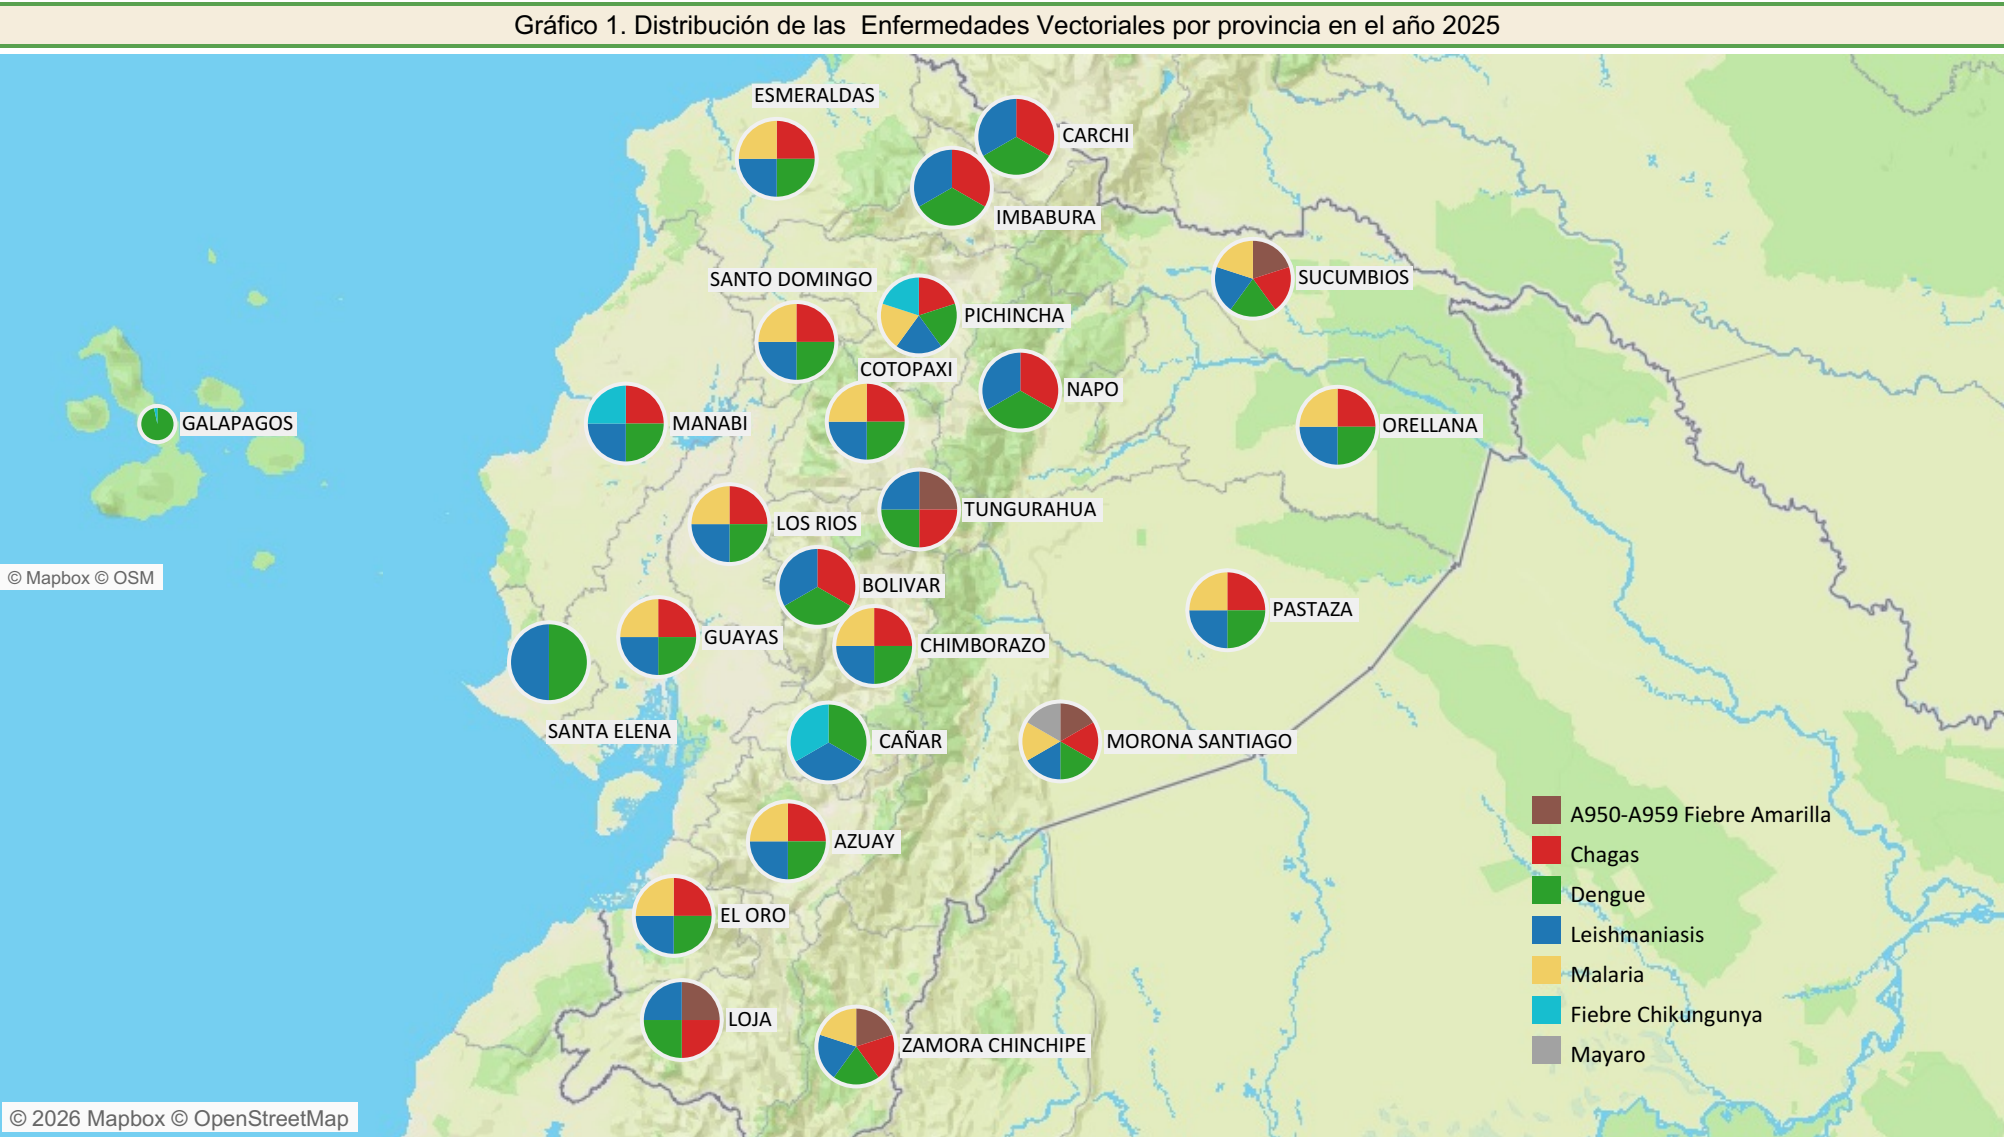 Gráfico 1. Distribución de las  Enfermedades Vectoriales por provincia en el año 2025
ESMERALDAS
CARCHI
IMBABURA
SANTO DOMINGO
SUCUMBIOS
PICHINCHA
COTOPAXI
NAPO
GALAPAGOS
MANABI
ORELLANA
LOS RIOS
TUNGURAHUA
© Mapbox © OSM
BOLIVAR
PASTAZA
GUAYAS
CHIMBORAZO
SANTA ELENA
CAÑAR
MORONA SANTIAGO
AZUAY
EL ORO
LOJA
ZAMORA CHINCHIPE
A950-A959 Fiebre Amarilla
Chagas
Dengue
Leishmaniasis
Malaria
Fiebre Chikungunya
Mayaro
© 2026 Mapbox © OpenStreetMap